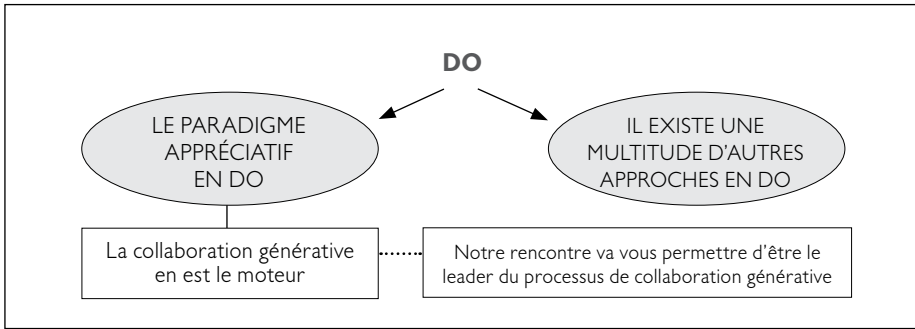 DO
LE PARADIGME
APPRÉCIATIF
EN DO
IL EXISTE UNE
MULTITUDE D'AUTRES
APPROCHES EN DO
La collaboration générative
en est le moteur
Notre rencontre va vous permettre d'être le
leader du processus de collaboration générative